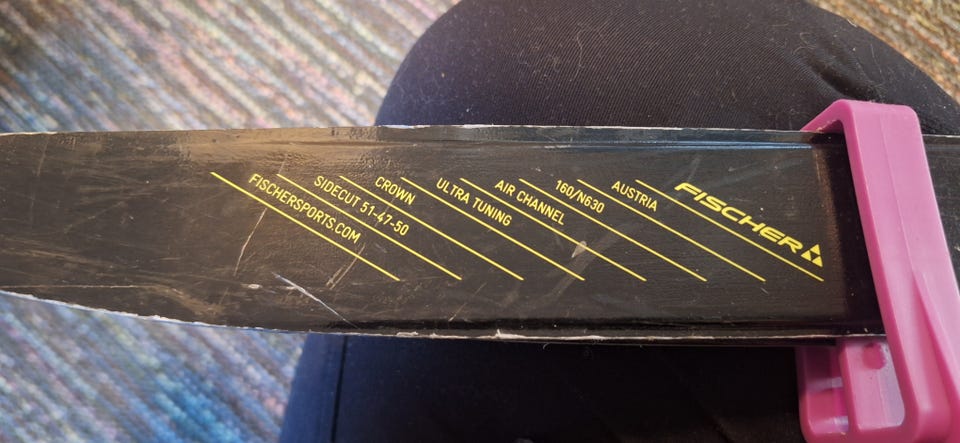 FISCHERSPORTS.COM
SIDECUT 51-47-50
CROWN
ULTRA TUNING
AIR CHANNEL
160/N630
AUSTRIA
FISCHER